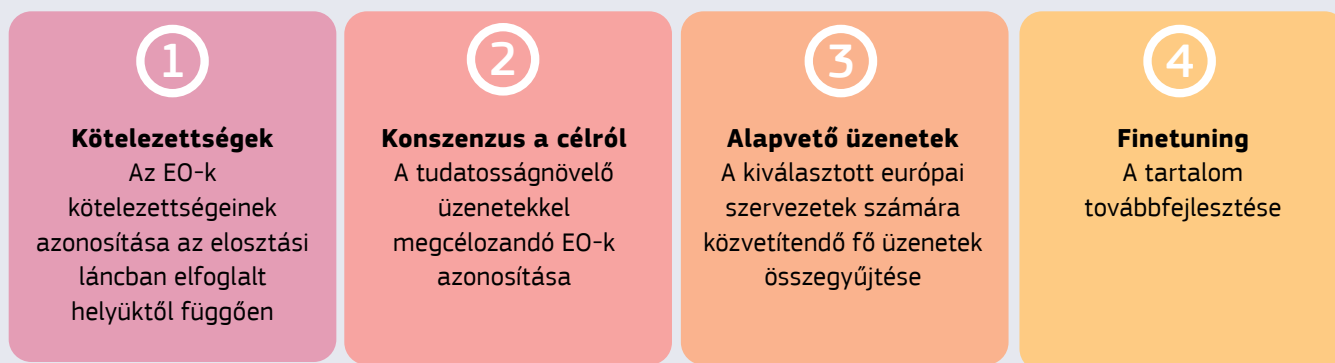 1
Kötelezettségek
Az EO-k
kötelezettségeinek
azonosítása az elosztási
láncban elfoglalt
helyüktől függően
2
Konszenzus a célról
A tudatosságnövelő
üzenetekkel
megcélozandó EO-k
azonosítása
3
Alapvető üzenetek
A kiválasztott európai
szervezetek számára
közvetítendő fő üzenetek
összegyűjtése
4
Finetuning
A tartalom
továbbfejlesztése